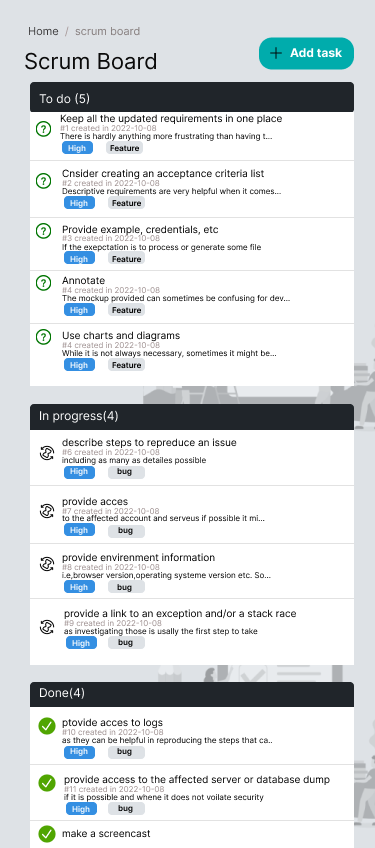 Home / scrum board
Scrum Board
+ Add task
To do (5)
Keep all the updated requirements in one place
#1 created in 2022-10-08
There is hardly anything more frustrating than having t...
High Feature
Cnsider creating an acceptance criteria list
#2 created in 2022-10-08
Descriptive requirements are very helpful when it comes...
High Feature
Provide example, credentials, etc
#3 created in 2022-10-08
If the exepctation is to process or generate some file
High Feature
Annotate
#4 created in 2022-10-08
The mockup provided can sometimes be confusing for dev...
High Feature
Use charts and diagrams
#4 created in 2022-10-08
While it is not always necessary, sometimes it might be...
High Feature
In progress(4)
describe steps to repreduce an issue
#6 created in 2022-10-08
including as many as detailes possible
High bug
provide acces
#7 created in 2022-10-08
to the affected account and serveus if possible it mi...
High bug
provide envirenment information
#8 created in 2022-10-08
i.e,browser version,operating systeme version etc. So...
High bug
provide a link to an exception and/or a stack race
#9 created in 2022-10-08
as investigating those is usally the first step to take
High bug
Done(4)
ptovide acces to logs
#10 created in 2022-10-08
as they can be helpful in reproducing the steps that ca..
High bug
provide access to the affected server or database dump
#11 created in 2022-10-08
if it is possible and whene it does not voilate security
High bug
make a screencast